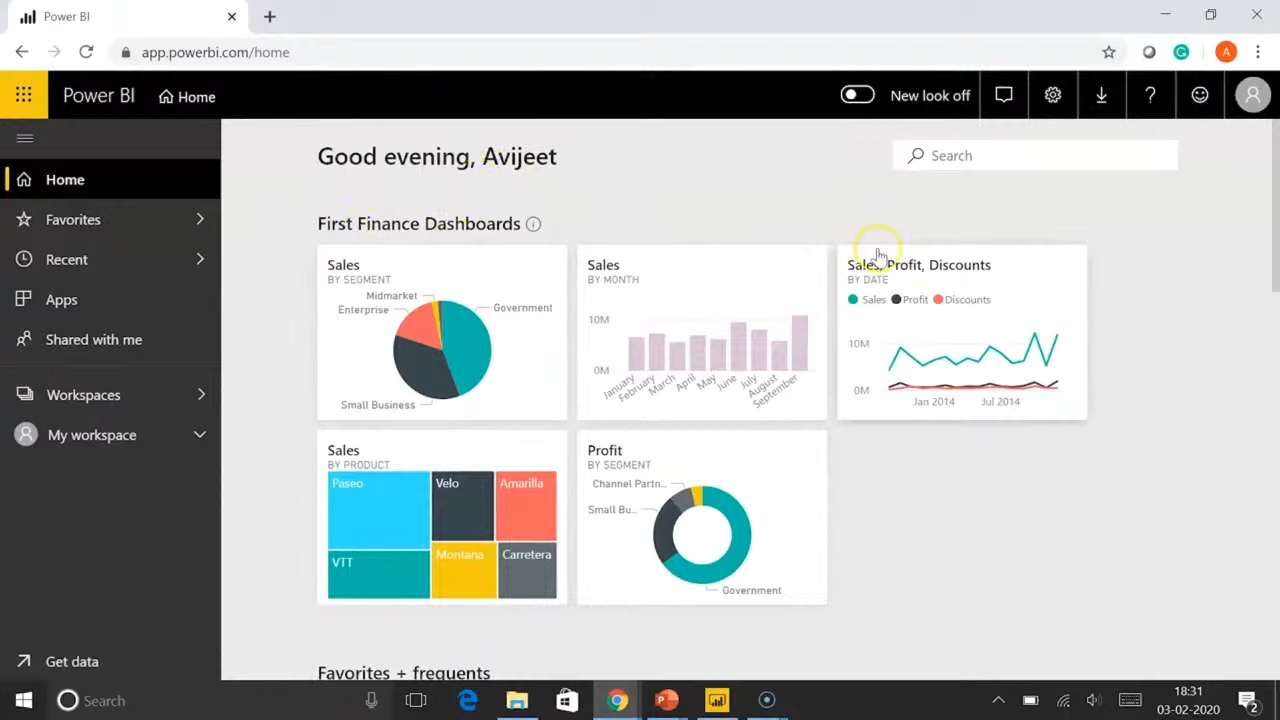 Power BI
app.powerbi.com/home
A
Power BI
Home
New look off
Home
Favorites
Recent
Apps
Shared with me
Workspaces
My workspace
Get data
Good evening, Avijeet
Search
First Finance Dashboards
Sales
BY SEGMENT
Midmarket
Enterprise
Government
Small Business
Sales
BY MONTH
10M
0M
January
February
March
April
May
June
July
August
September
Sales, Profit, Discounts
BY DATE
Sales Profit Discounts
10M
0M
Jan 2014 Jul 2014
Sales
BY PRODUCT
Paseo
Velo
Amarilla
VTT
Montana
Carretera
Profit
BY SEGMENT
Channel Partn...
Small Bu...
Government
Favorites + frequents
Search
18:31
03-02-2020
2